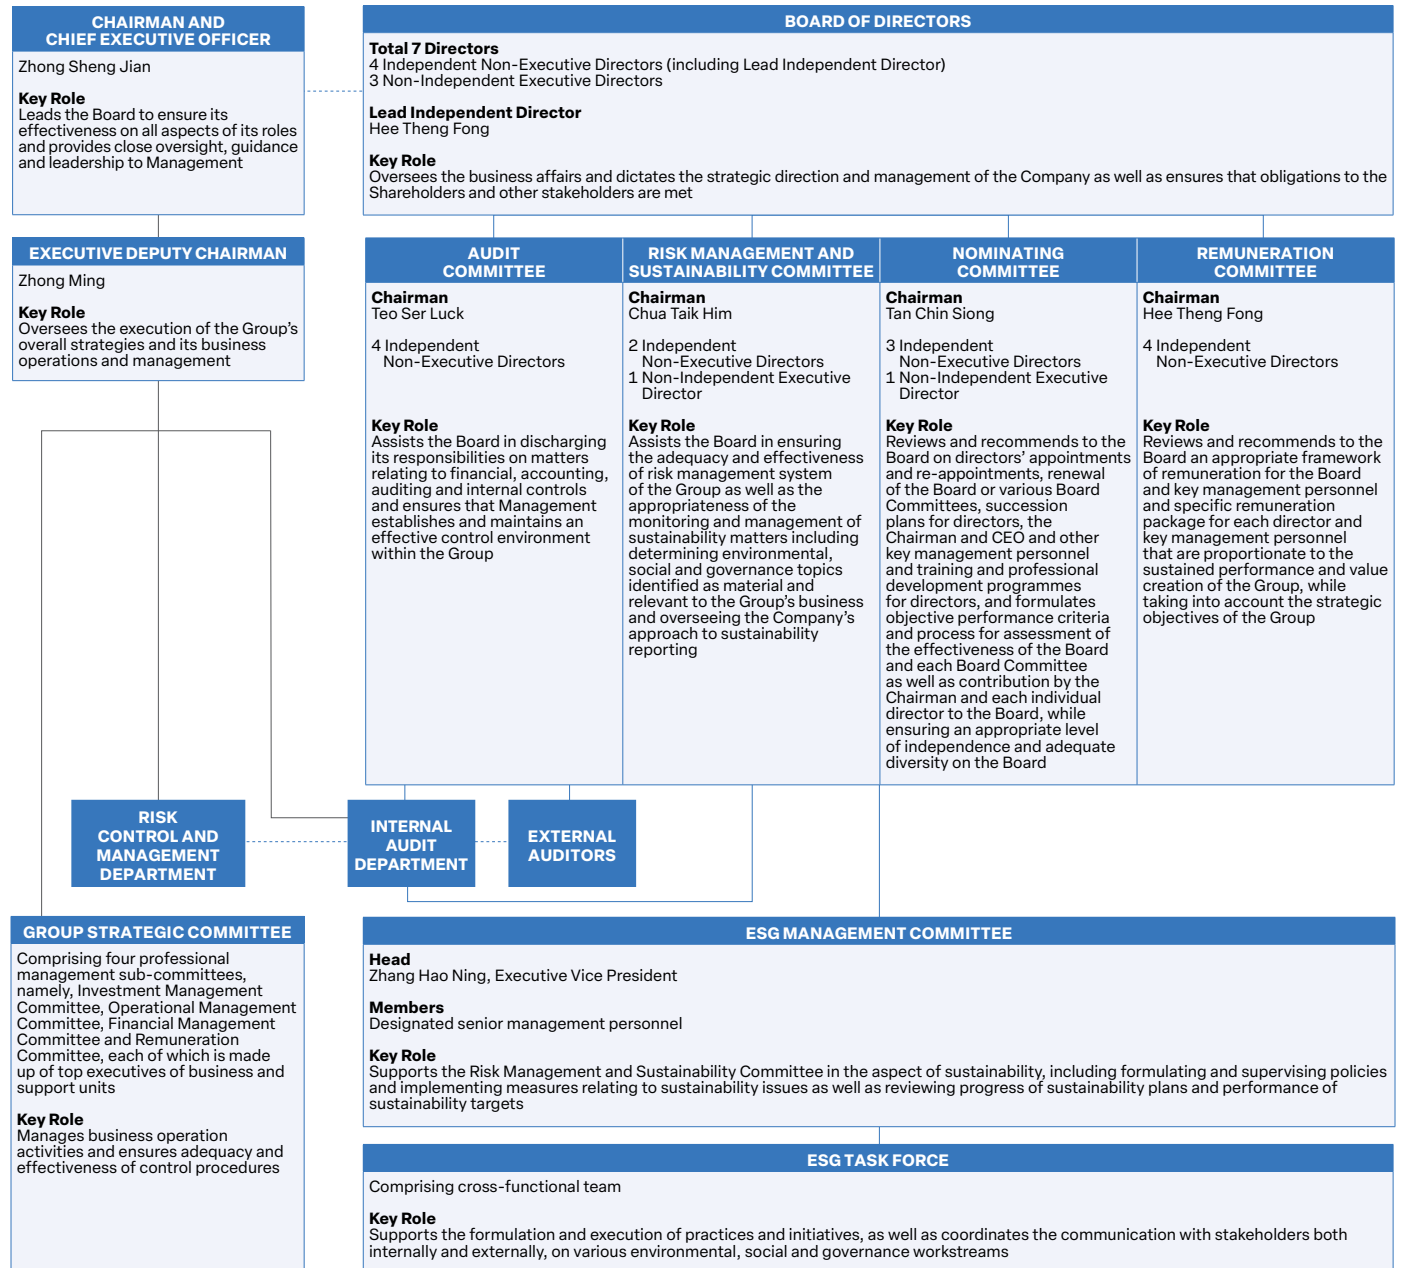 CHAIRMAN AND
CHIEF EXECUTIVE OFFICER
Zhong Sheng Jian
Key Role
Leads the Board to ensure its
effectiveness on all aspects of its roles
and provides close oversight, guidance
and leadership to Management
BOARD OF DIRECTORS
Total 7 Directors
4 Independent Non-Executive Directors (including Lead Independent Director)
3 Non-Independent Executive Directors
Lead Independent Director
Hee Theng Fong
Key Role
Oversees the business affairs and dictates the strategic direction and management of the Company as well as ensures that obligations to the
Shareholders and other stakeholders are met
EXECUTIVE DEPUTY CHAIRMAN
Zhong Ming
Key Role
Oversees the execution of the Group's
overall strategies and its business
operations and management
AUDIT
COMMITTEE
Chairman
Teo Ser Luck
4 Independent
Non-Executive Directors
Key Role
Assists the Board in discharging
its responsibilities on matters
relating to financial, accounting,
auditing and internal controls
and ensures that Management
establishes and maintains an
effective control environment
within the Group
RISK MANAGEMENT AND
SUSTAINABILITY COMMITTEE
Chairman
Chua Taik Him
2 Independent
Non-Executive Directors
1 Non-Independent Executive
Director
Key Role
Assists the Board in ensuring
the adequacy and effectiveness
of risk management system
of the Group as well as the
appropriateness of the
monitoring and management of
sustainability matters including
determining environmental,
social and governance topics
identified as material and
relevant to the Group's business
and overseeing the Company's
approach to sustainability
reporting
NOMINATING
COMMITTEE
Chairman
Tan Chin Siong
3 Independent
Non-Executive Directors
1 Non-Independent Executive
Director
Key Role
Reviews and recommends to the
Board on directors' appointments
and re-appointments, renewal
of the Board or various Board
Committees, succession
plans for directors, the
Chairman and CEO and other
key management personnel
and training and professional
development programmes
for directors, and formulates
objective performance criteria
and process for assessment of
the effectiveness of the Board
and each Board Committee
as well as contribution by the
Chairman and each individual
director to the Board, while
ensuring an appropriate level
of independence and adequate
diversity on the Board
REMUNERATION
COMMITTEE
Chairman
Hee Theng Fong
4 Independent
Non-Executive Directors
Key Role
Reviews and recommends to the
Board an appropriate framework
of remuneration for the Board
and key management personnel
and specific remuneration
package for each director and
key management personnel
that are proportionate to the
sustained performance and value
creation of the Group, while
taking into account the strategic
objectives of the Group
RISK
CONTROL AND
MANAGEMENT
DEPARTMENT
INTERNAL
AUDIT
DEPARTMENT
EXTERNAL
AUDITORS
GROUP STRATEGIC COMMITTEE
Comprising four professional
management sub-committees,
namely, Investment Management
Committee, Operational Management
Committee, Financial Management
Committee and Remuneration
Committee, each of which is made
up of top executives of business and
support units
Key Role
Manages business operation
activities and ensures adequacy and
effectiveness of control procedures
ESG MANAGEMENT COMMITTEE
Head
Zhang Hao Ning, Executive Vice President
Members
Designated senior management personnel
Key Role
Supports the Risk Management and Sustainability Committee in the aspect of sustainability, including formulating and supervising policies
and implementing measures relating to sustainability issues as well as reviewing progress of sustainability plans and performance of
sustainability targets
ESG TASK FORCE
Comprising cross-functional team
Key Role
Supports the formulation and execution of practices and initiatives, as well as coordinates the communication with stakeholders both
internally and externally, on various environmental, social and governance workstreams